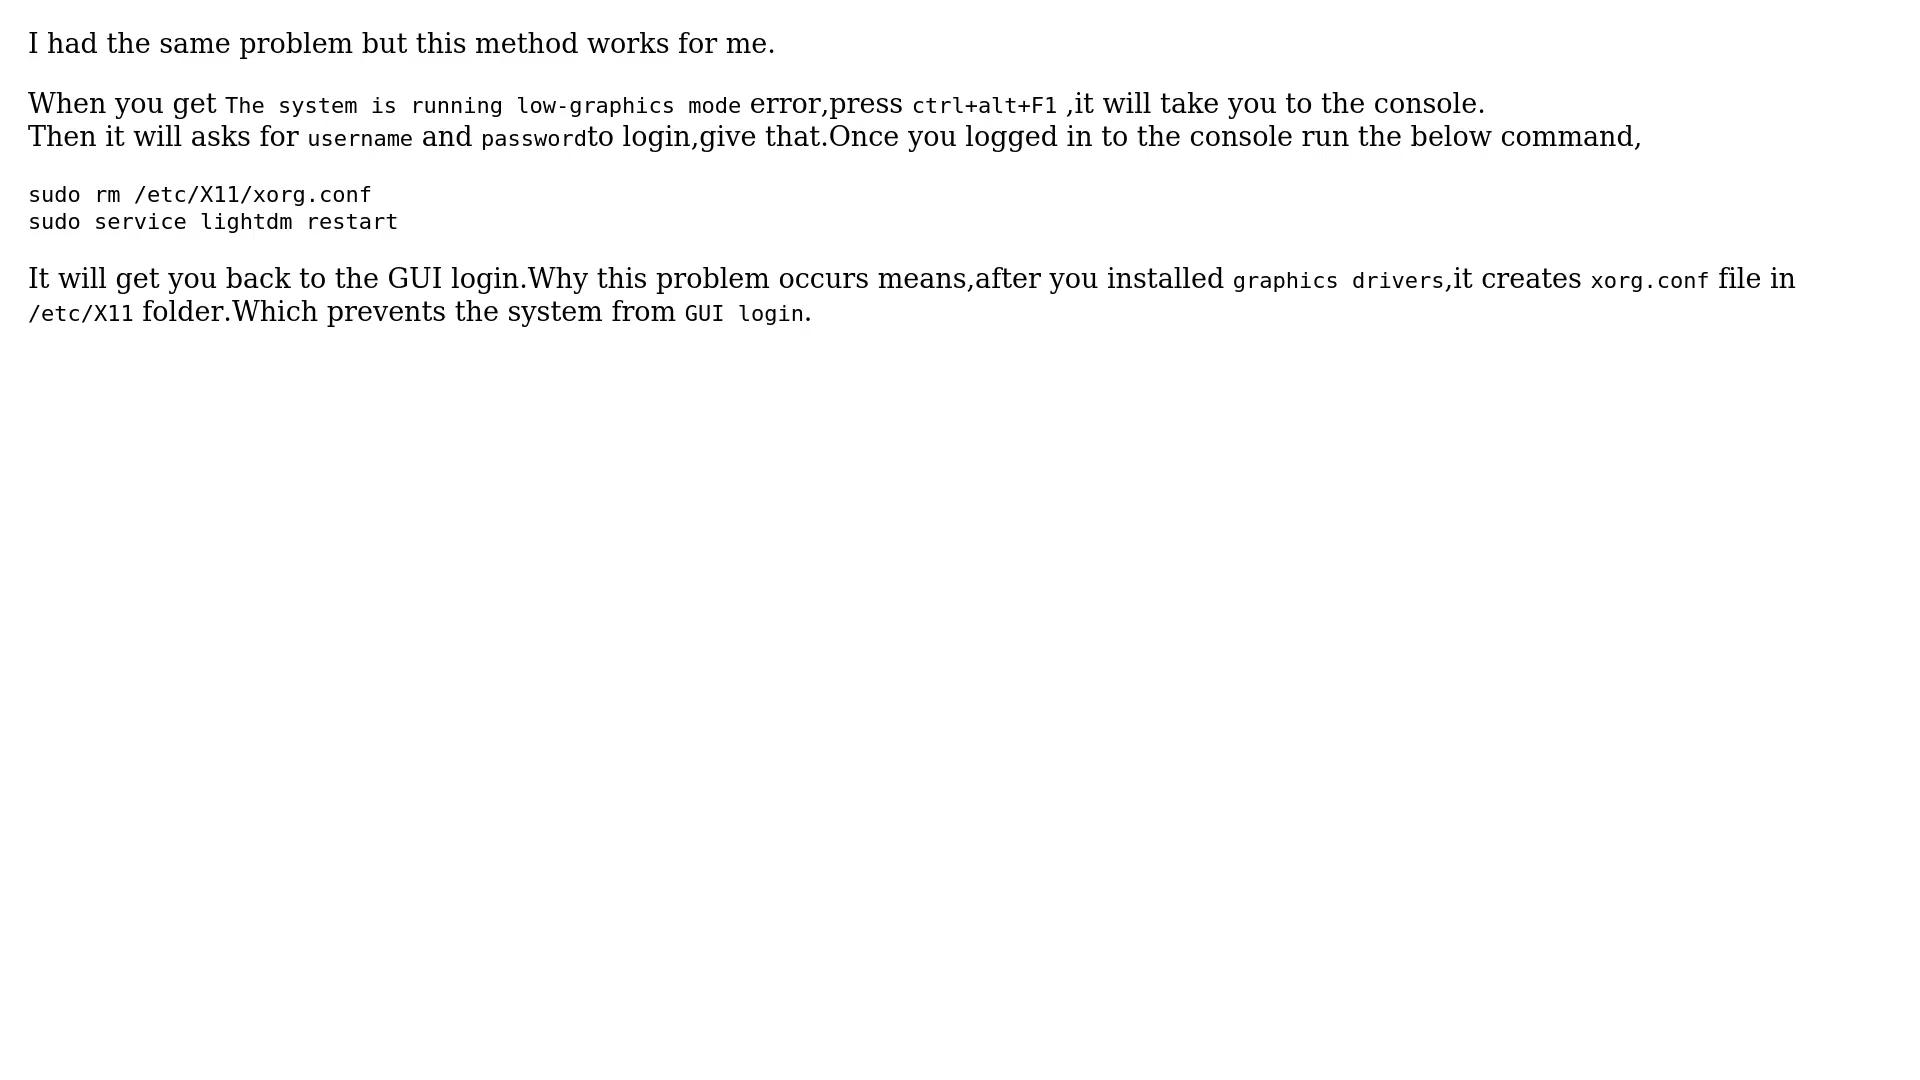 I had the same problem but this method works for me.
When you get The system is running low-graphics mode error,press ctrl+alt+F1 ,it will take you to the console.
Then it will asks for username and passwordto login,give that.Once you logged in to the console run the below command,
sudo rm /etc/X11/xorg.conf
sudo service lightdm restart
It will get you back to the GUI login.Why this problem occurs means,after you installed graphics drivers,it creates xorg.conf file in
/etc/X11 folder.Which prevents the system from GUI login.